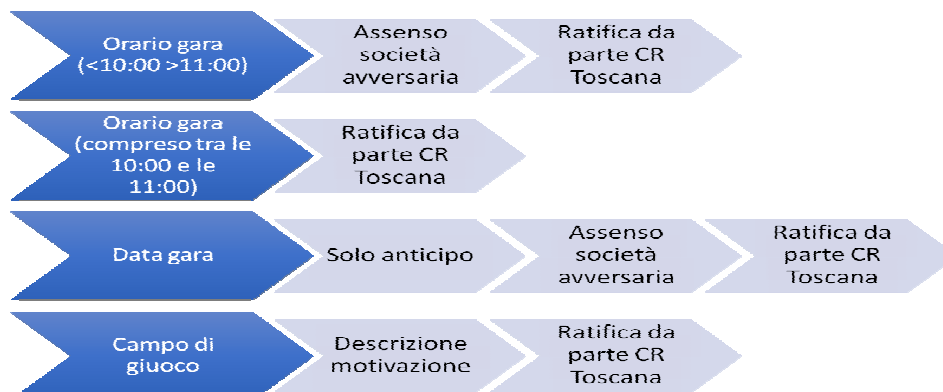 Orario gara
(<10:00 >11:00)
Assenso
società
avversaria
Ratifica da
parte CR
Toscana
Orario gara
(compreso tra le
10:00 e le
11:00)
Ratifica da
parte CR
Toscana
Data gara
Solo anticipo
Assenso
società
avversaria
Ratifica da
parte CR
Toscana
Campo di
giuoco
Descrizione
motivazione
Ratifica da
parte CR
Toscana